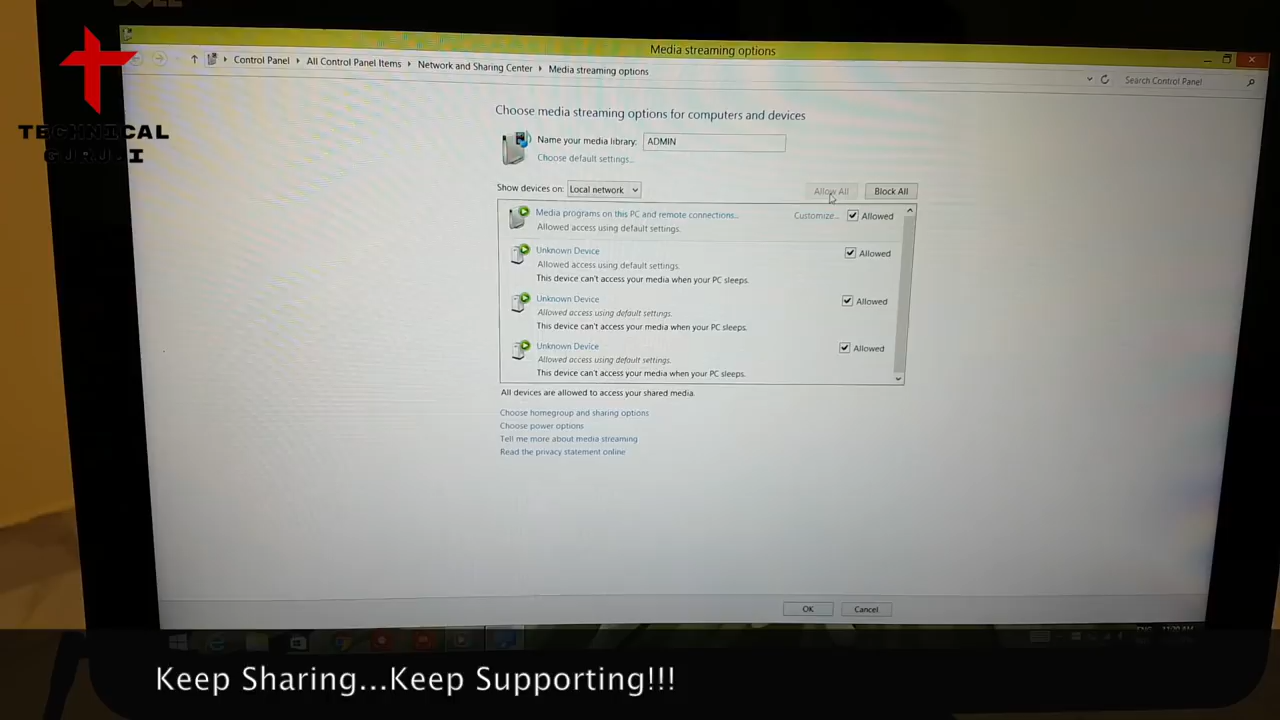 DELL
Media streaming options
Control Panel
All Control Panel Items
Network and Sharing Center
Media streaming options
Search Control Panel
TECHNICAL
GURUJI
Choose media streaming options for computers and devices
Name your media library: ADMIN
Choose default settings...
Show devices on: Local network
Allow All
Block All
Media programs on this PC and remote connections...
Customize...
Allowed
Allowed access using default settings.
Unknown Device
Allowed
Allowed access using default settings.
This device can't access your media when your PC sleeps.
Unknown Device
Allowed
Allowed access using default settings.
This device can't access your media when your PC sleeps.
Unknown Device
Allowed
Allowed access using default settings.
This device can't access your media when your PC sleeps.
All devices are allowed to access your shared media.
Choose homegroup and sharing options
Choose power options
Tell me more about media streaming
Read the privacy statement online
OK
Cancel
Keep Sharing...Keep Supporting!!!